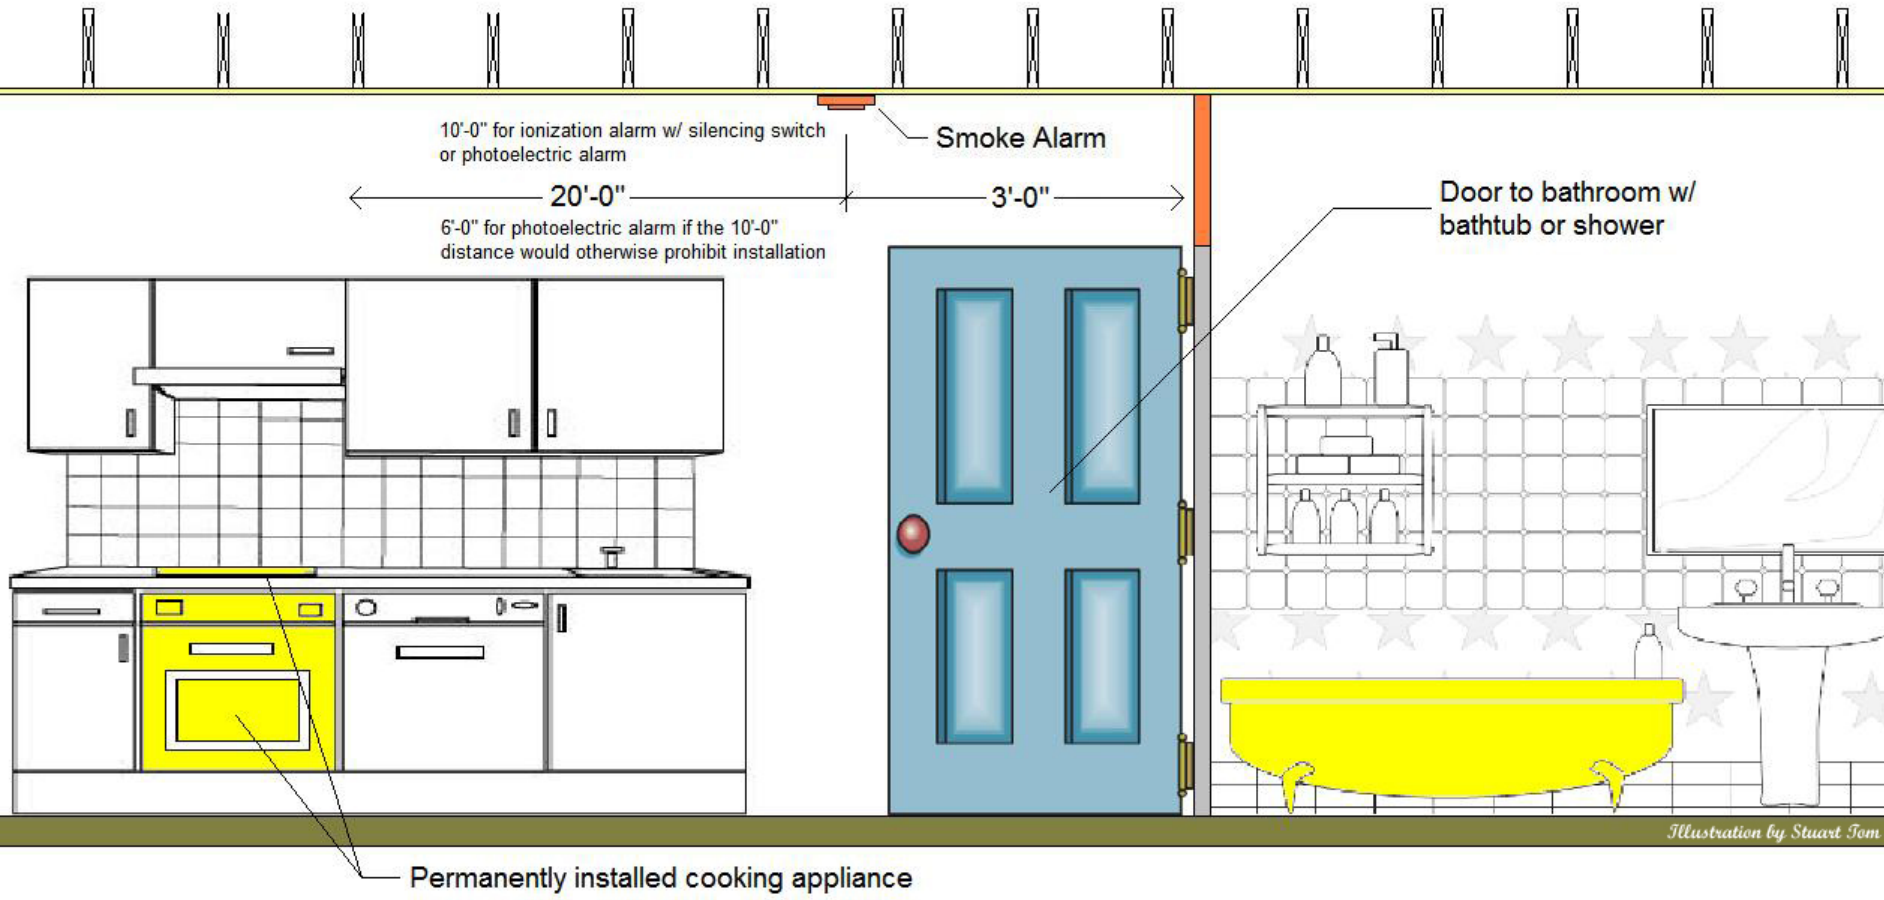 10'-0" for ionization alarm w/ silencing switch
or photoelectric alarm
Smoke Alarm
20'-0"
3'-0"
Door to bathroom w/
bathtub or shower
6'-0" for photoelectric alarm if the 10'-0"
distance would otherwise prohibit installation
Illustration by Stuart Tom
Permanently installed cooking appliance